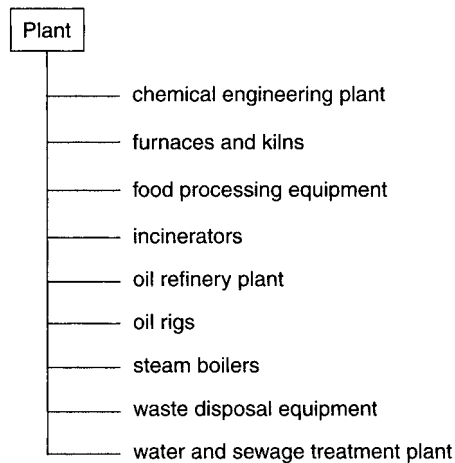 Plant
chemical engineering plant
furnaces and kilns
food processing equipment
incinerators
oil refinery plant
oil rigs
steam boilers
waste disposal equipment
water and sewage treatment plant